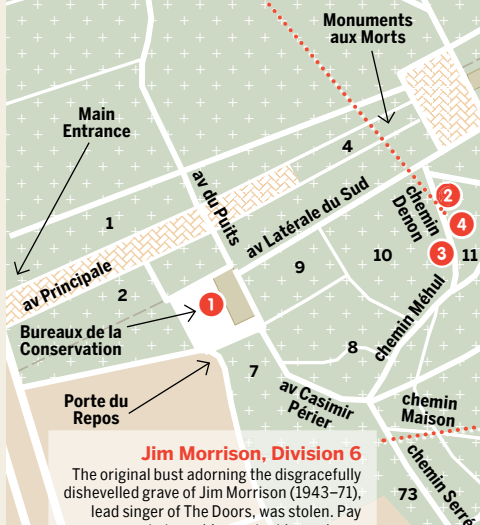 Monuments
aux Morts
Main
Entrance
4
av du Puits
2
1
av Latérale du Sud
chemin
Denon
4
3
11
10
9
av Principale
2
1
Bureaux de la
Conservation
chemin Méhul
8
7
Porte du
Repos
av Casimir
Périer
chemin
Maison
Jim Morrison, Division 6
The original bust adorning the disgracefully
dishevelled grave of Jim Morrison (1943–71),
lead singer of The Doors, was stolen. Pay
73
chemin Serré